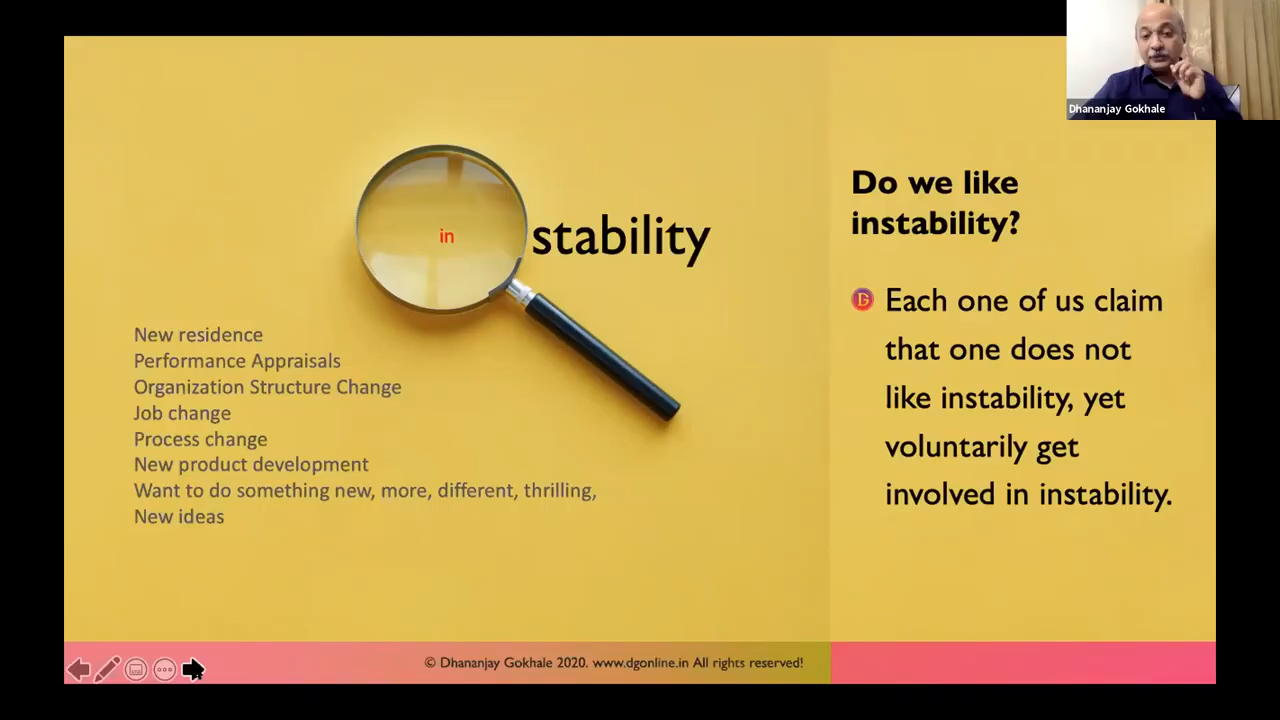 Dhananjay Gokhale
in
stability
New residence
Performance Appraisals
Organization Structure Change
Job change
Process change
New product development
Want to do something new, more, different, thrilling,
New ideas
Do we like
instability?
D
Each one of us claim
that one does not
like instability, yet
voluntarily get
involved in instability.
© Dhananjay Gokhale 2020. www.dgonline.in All rights reserved!